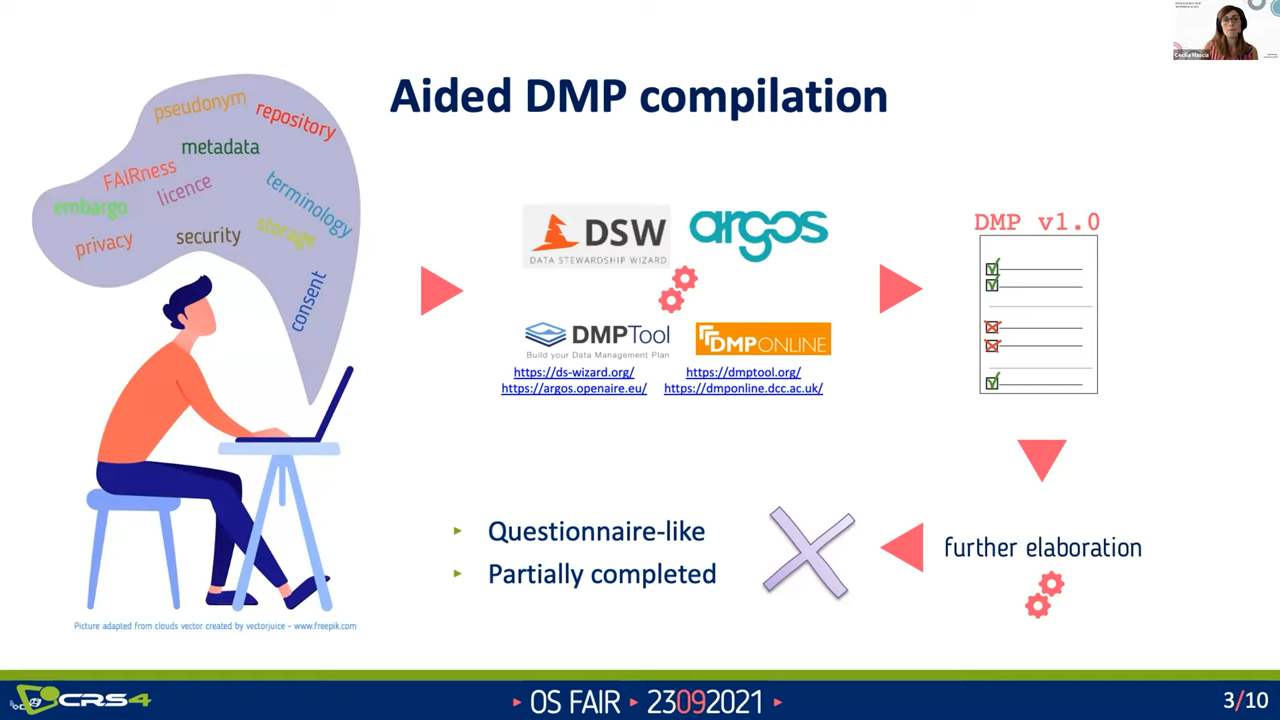 Cecilia Mascia
Aided DMP compilation
pseudonym
repository
metadata
FAIRness
licence
terminology
embargo
privacy
security
storage
consent
DSW
DATA STEWARDSHIP WIZARD
argos
DMPTool
Build your Data Management Plan
DMPONLINE
https://ds-wizard.org/
https://dmptool.org/
https://argos.openaire.eu/
https://dmponline.dcc.ac.uk/
DMP v1.0
Questionnaire-like
Partially completed
further elaboration
Picture adapted from clouds vector created by vectorjuice - www.freepik.com
CRS4
OS FAIR
23092021
3/10